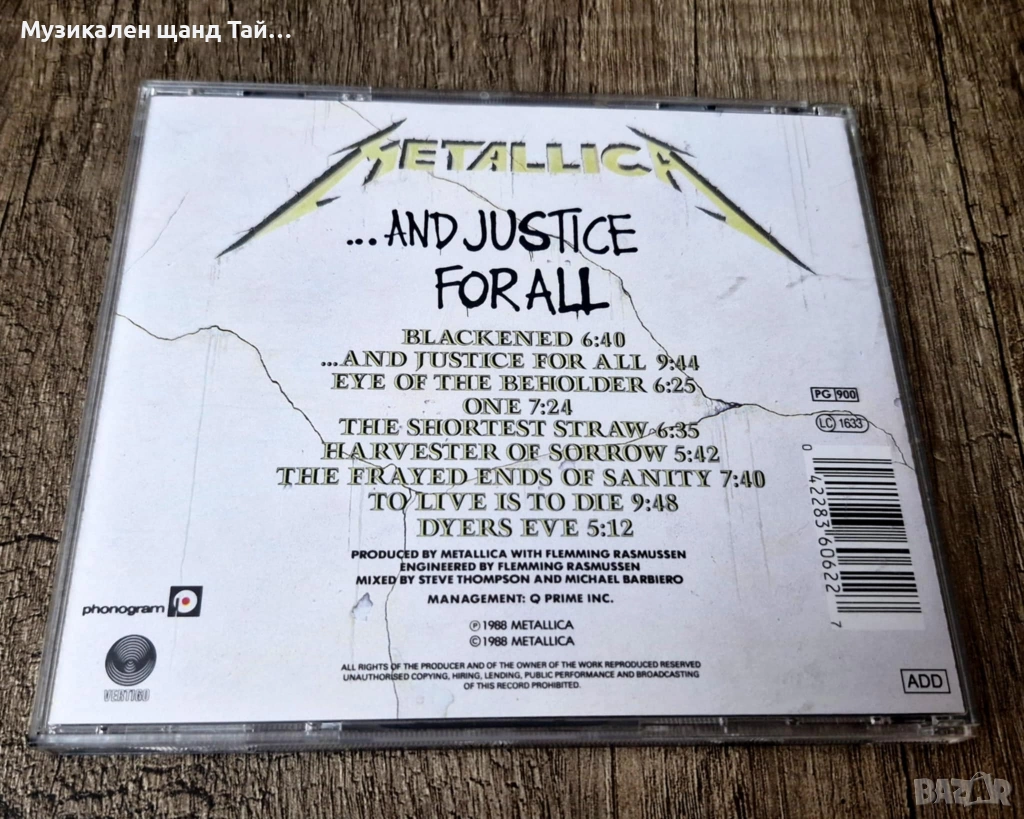 Музикален щанд Тай...
METALLICA
...AND JUSTICE
FOR ALL
BLACKENED 6:40
...AND JUSTICE FOR ALL 9:44
EYE OF THE BEHOLDER 6:25
ONE 7:24
THE SHORTEST STRAW 6:35
HARVESTER OF SORROW 5:42
THE FRAYED ENDS OF SANITY 7:40
TO LIVE IS TO DIE 9:48
DYERS EVE 5:12
PRODUCED BY METALLICA WITH FLEMMING RASMUSSEN
ENGINEERED BY FLEMMING RASMUSSEN
MIXED BY STEVE THOMPSON AND MICHAEL BARBIERO
MANAGEMENT: Q PRIME INC.
℗ 1988 METALLICA
© 1988 METALLICA
ALL RIGHTS OF THE PRODUCER AND OF THE OWNER OF THE WORK REPRODUCED RESERVED
UNAUTHORISED COPYING, HIRING, LENDING, PUBLIC PERFORMANCE AND BROADCASTING
OF THIS RECORD PROHIBITED.
phonogram
VERTIGO
PG 900
LC 1633
0 42283 60622 7
ADD
BAZAR